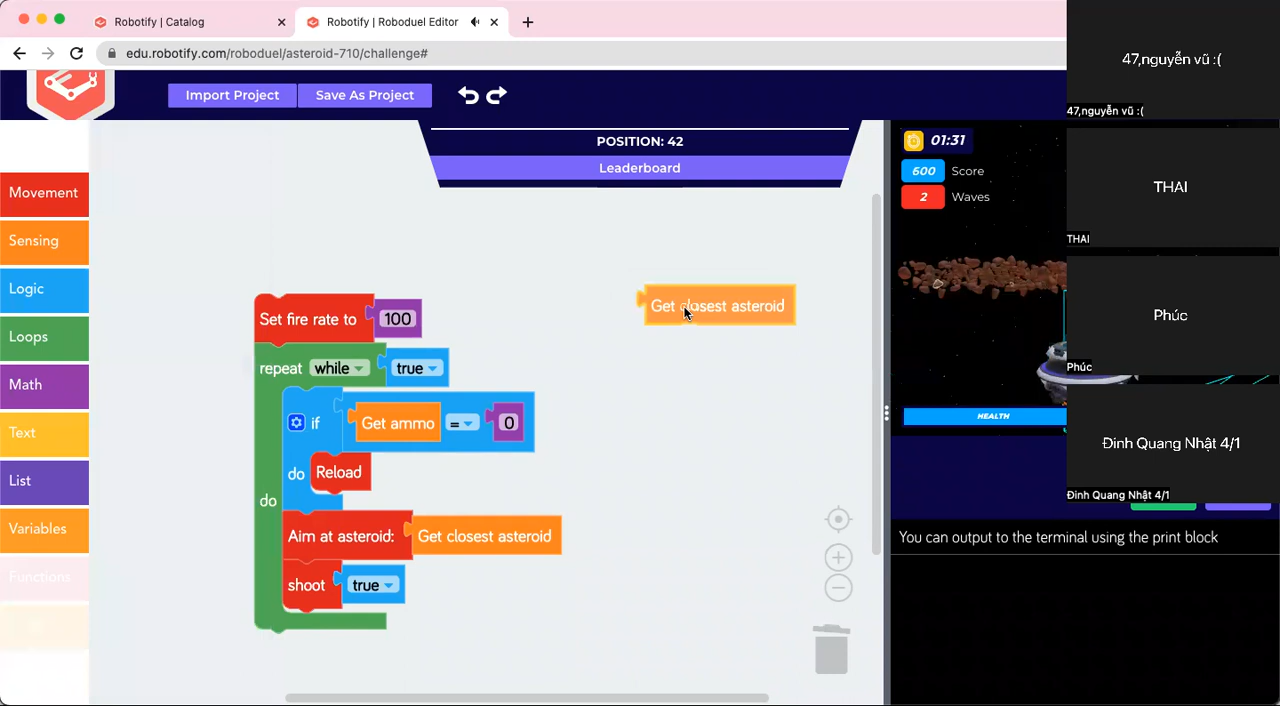 Robotify | Catalog
Robotify | Roboduel Editor
edu.robotify.com/roboduel/asteroid-710/challenge#
Import Project
Save As Project
POSITION: 42
Leaderboard
Movement
Sensing
Logic
Loops
Math
Text
List
Variables
Functions
Set fire rate to 100
repeat while true
if Get ammo = 0
do Reload
do
Aim at asteroid: Get closest asteroid
shoot true
Get closest asteroid
01:31
600 Score
2 Waves
HEALTH
You can output to the terminal using the print block
47,nguyễn vũ :(
47,nguyễn vũ :(
THAI
THAI
Phúc
Phúc
Đinh Quang Nhật 4/1
Đinh Quang Nhật 4/1